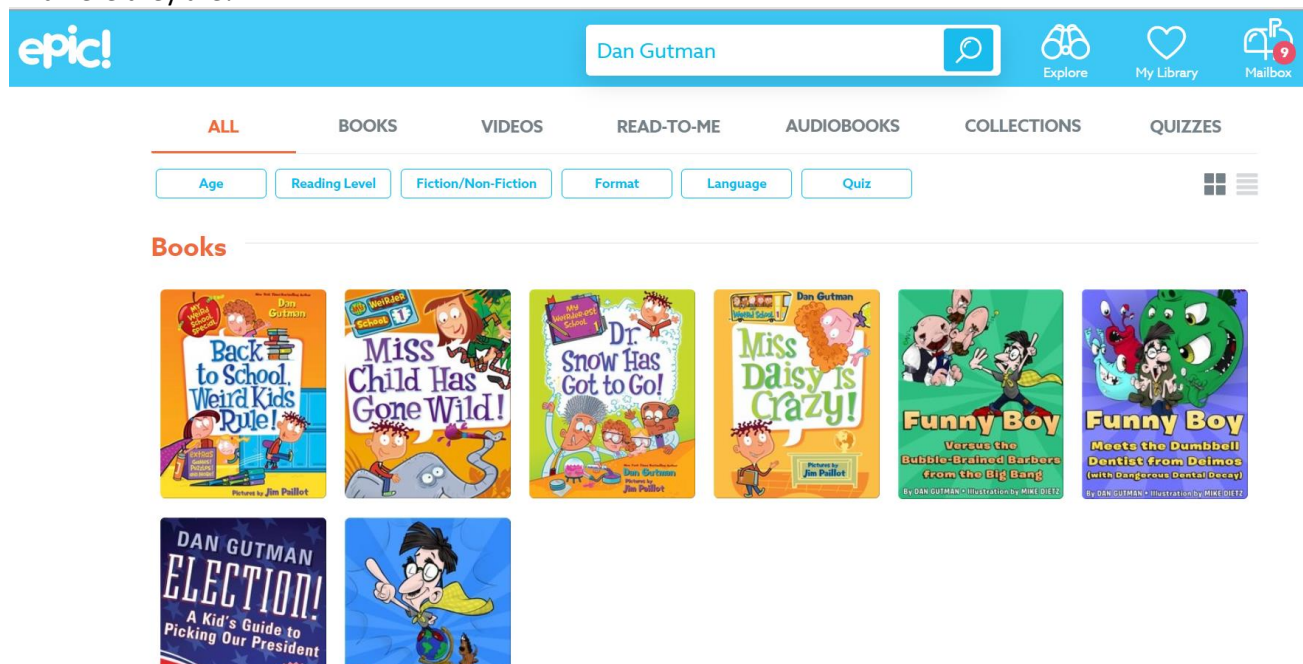 epic!
Dan Gutman
Explore
My Library
Mailbox
9
ALL BOOKS VIDEOS READ-TO-ME AUDIOBOOKS COLLECTIONS QUIZZES
Age Reading Level Fiction/Non-Fiction Format Language Quiz
Books
My
Weird
School
Special
Dan
Gutman
Back
to School,
Weird Kids
Rule!
extras
Pictures by Jim Paillot
My Weirder
School 1
Miss
Child Has
Gone Wild!
My
Weirder-est
School 1
Dr.
Snow Has
Got to Go!
Dan Gutman
Pictures by
Jim Paillot
Dan Gutman
Weird School 1
Miss
Daisy Is
Crazy!
Pictures by
Jim Paillot
Funny Boy
Versus the
Bubble-Brained Barbers
from the Big Bang
By DAN GUTMAN • Illustration by MIKE DIETZ
Funny Boy
Meets the Dumbbell
Dentist from Deimos
(with Dangerous Dental Decay)
By DAN GUTMAN • Illustration by MIKE DIETZ
DAN GUTMAN
ELECTION!
A Kid's Guide to
Picking Our President